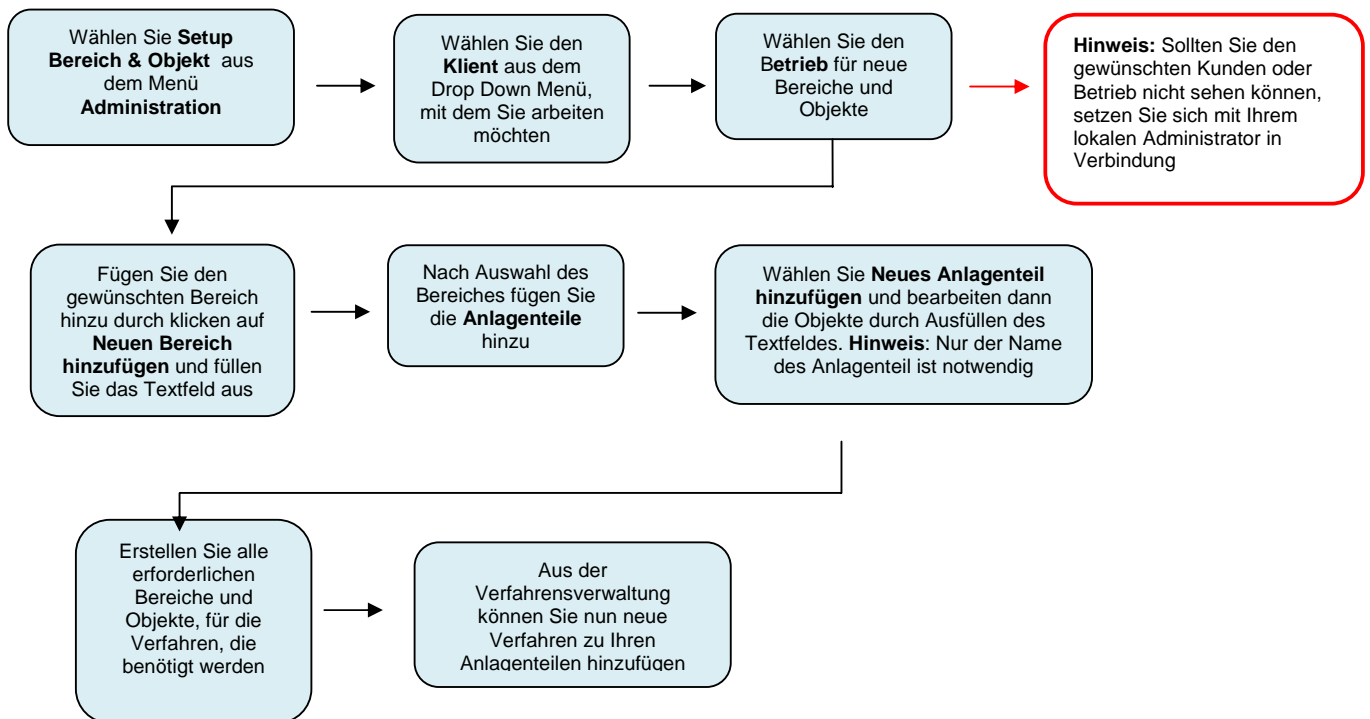 Wählen Sie Setup
Bereich & Objekt aus
dem Menü
Administration
Wählen Sie den
Klient aus dem
Drop Down Menü,
mit dem Sie arbeiten
möchten
Wählen Sie den
Betrieb für neue
Bereiche und
Objekte
Hinweis: Sollten Sie den
gewünschten Kunden oder
Betrieb nicht sehen können,
setzen Sie sich mit Ihrem
lokalen Administrator in
Verbindung
Fügen Sie den
gewünschten Bereich
hinzu durch klicken auf
Neuen Bereich
hinzufügen und füllen
Sie das Textfeld aus
Nach Auswahl des
Bereiches fügen Sie
die Anlagenteile
hinzu
Wählen Sie Neues Anlagenteil
hinzufügen und bearbeiten dann
die Objekte durch Ausfüllen des
Textfeldes. Hinweis: Nur der Name
des Anlagenteil ist notwendig
Erstellen Sie alle
erforderlichen
Bereiche und
Objekte, für die
Verfahren, die
benötigt werden
Aus der
Verfahrensverwaltung
können Sie nun neue
Verfahren zu Ihren
Anlagenteilen hinzufügen